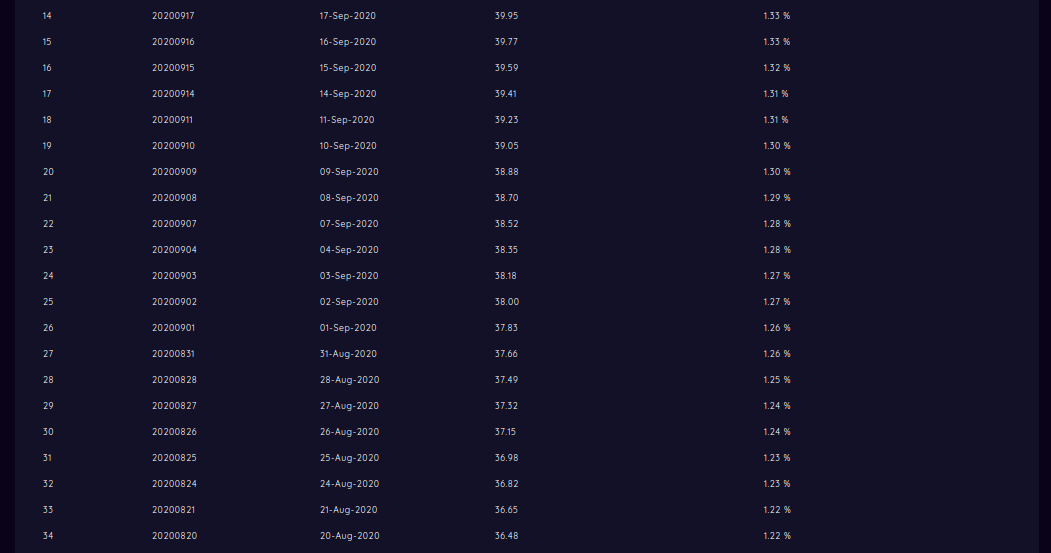 14 20200917 17-Sep-2020 39.95 1.33 %
15 20200916 16-Sep-2020 39.77 1.33 %
16 20200915 15-Sep-2020 39.59 1.32 %
17 20200914 14-Sep-2020 39.41 1.31 %
18 20200911 11-Sep-2020 39.23 1.31 %
19 20200910 10-Sep-2020 39.05 1.30 %
20 20200909 09-Sep-2020 38.88 1.30 %
21 20200908 08-Sep-2020 38.70 1.29 %
22 20200907 07-Sep-2020 38.52 1.28 %
23 20200904 04-Sep-2020 38.35 1.28 %
24 20200903 03-Sep-2020 38.18 1.27 %
25 20200902 02-Sep-2020 38.00 1.27 %
26 20200901 01-Sep-2020 37.83 1.26 %
27 20200831 31-Aug-2020 37.66 1.26 %
28 20200828 28-Aug-2020 37.49 1.25 %
29 20200827 27-Aug-2020 37.32 1.24 %
30 20200826 26-Aug-2020 37.15 1.24 %
31 20200825 25-Aug-2020 36.98 1.23 %
32 20200824 24-Aug-2020 36.82 1.23 %
33 20200821 21-Aug-2020 36.65 1.22 %
34 20200820 20-Aug-2020 36.48 1.22 %